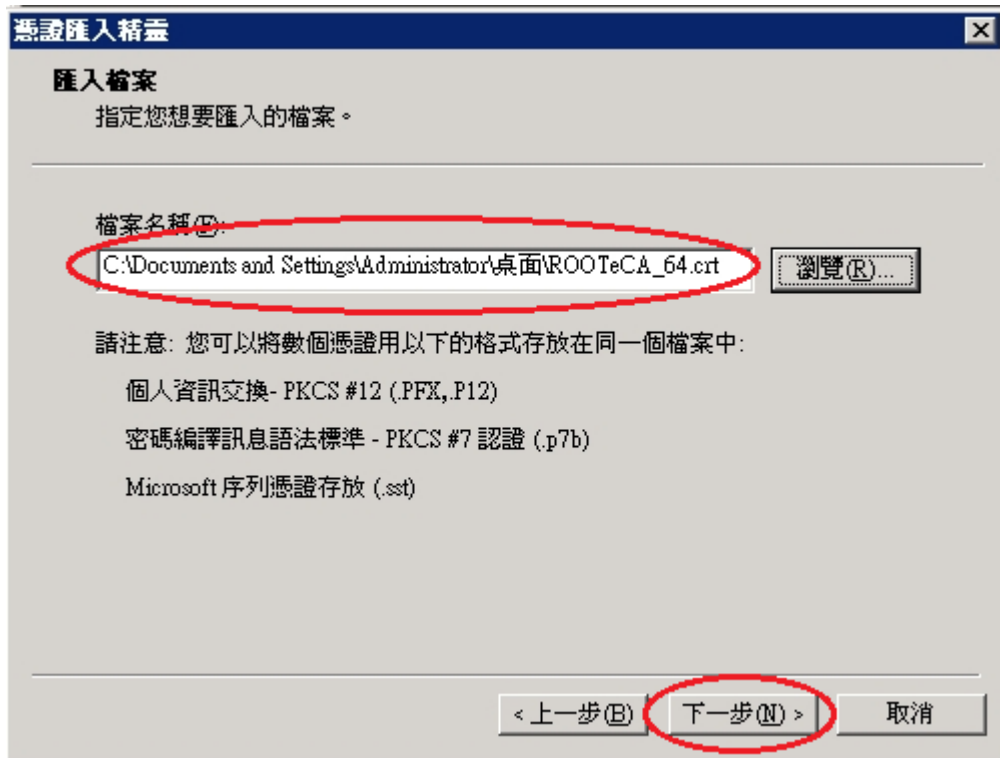 憑證匯入精靈
匯入檔案
指定您想要匯入的檔案。
檔案名稱(F):
C:\Documents and Settings\Administrator\桌面\ROOTeCA_64.crt
瀏覽(R)...
請注意: 您可以將數個憑證用以下的格式存放在同一個檔案中:
個人資訊交換- PKCS #12 (.PFX,.P12)
密碼編譯訊息語法標準 - PKCS #7 認證 (.p7b)
Microsoft 序列憑證存放 (.sst)
< 上一步(B)
下一步(N) >
取消